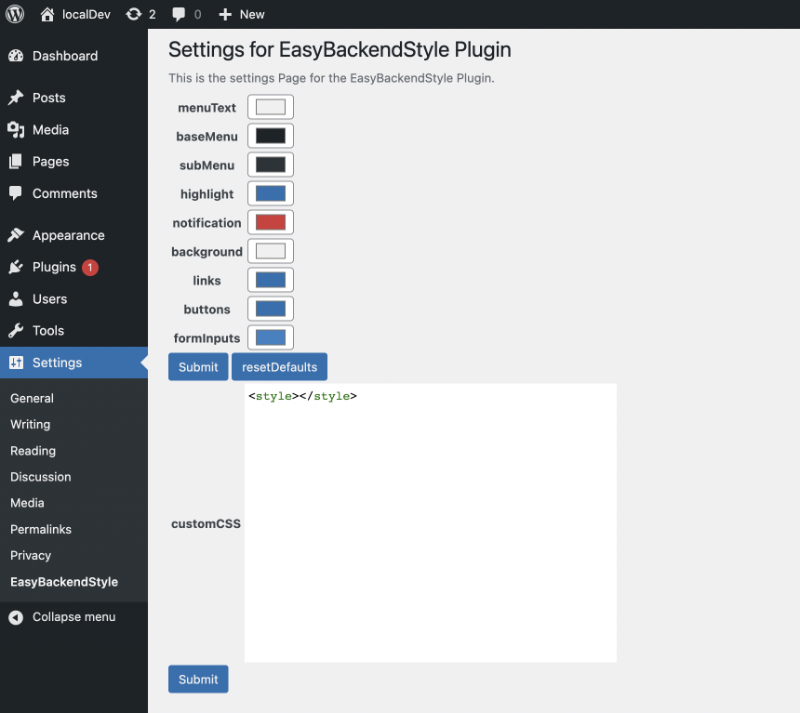 localDev 2 0 New
Dashboard
Posts
Media
Pages
Comments
Appearance
Plugins 1
Users
Tools
Settings
General
Writing
Reading
Discussion
Media
Permalinks
Privacy
EasyBackendStyle
Collapse menu
Settings for EasyBackendStyle Plugin
This is the settings Page for the EasyBackendStyle Plugin.
menuText
baseMenu
subMenu
highlight
notification
background
links
buttons
formInputs
Submit resetDefaults
<style></style>
customCSS
Submit